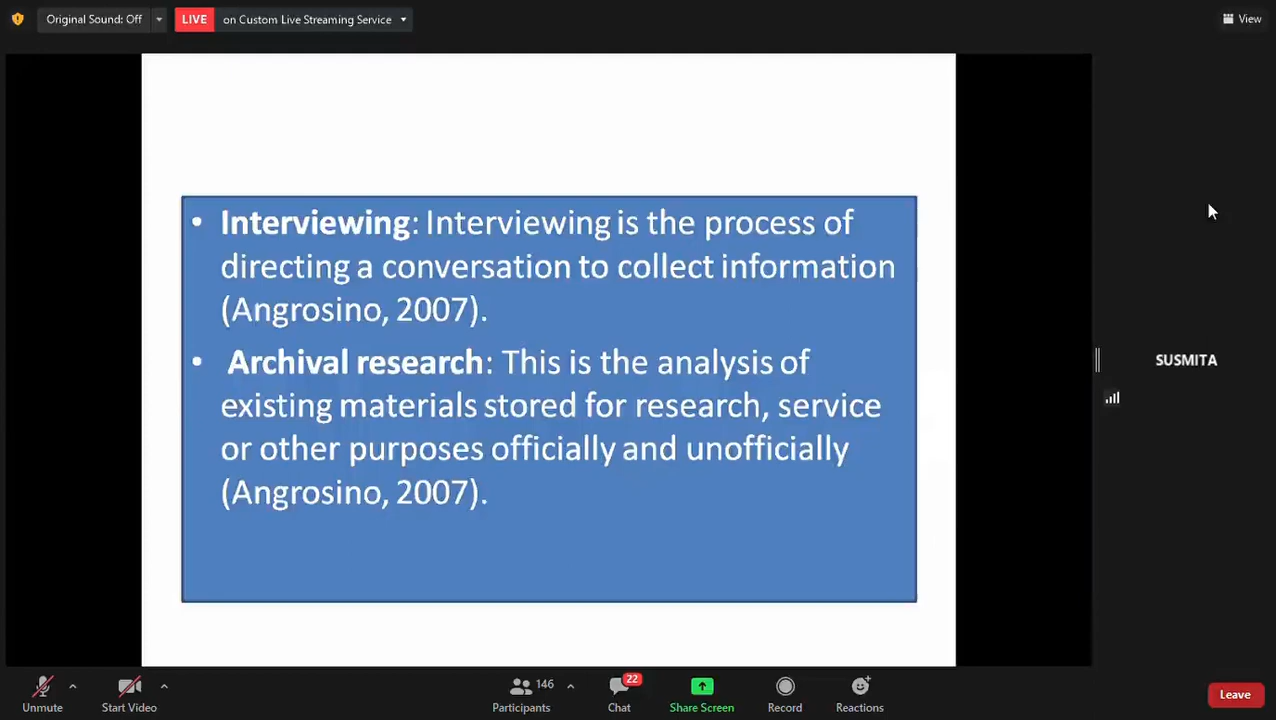 Original Sound: Off
LIVE
on Custom Live Streaming Service
View
• Interviewing: Interviewing is the process of
directing a conversation to collect information
(Angrosino, 2007).
• Archival research: This is the analysis of
existing materials stored for research, service
or other purposes officially and unofficially
(Angrosino, 2007).
SUSMITA
146
22
Unmute
Start Video
Participants
Chat
Share Screen
Record
Reactions
Leave